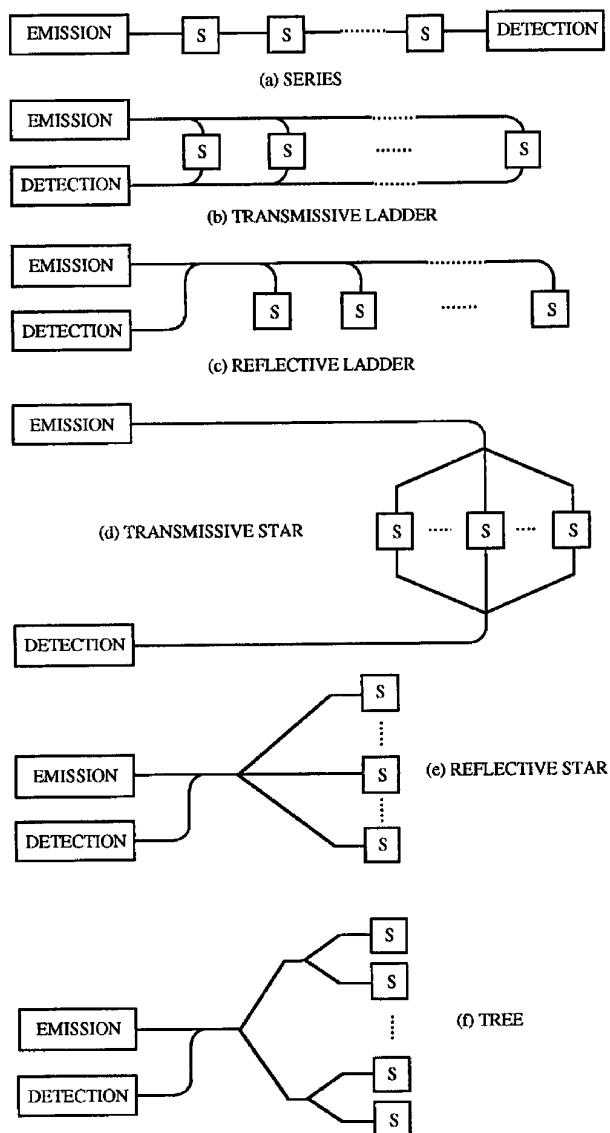 EMISSION S S S DETECTION
(a) SERIES
EMISSION
S S S
DETECTION
(b) TRANSMISSIVE LADDER
EMISSION
DETECTION S S S
(c) REFLECTIVE LADDER
EMISSION
(d) TRANSMISSIVE STAR S S S
DETECTION
S
EMISSION S (e) REFLECTIVE STAR
DETECTION S
S
S
EMISSION (f) TREE
S
DETECTION
S